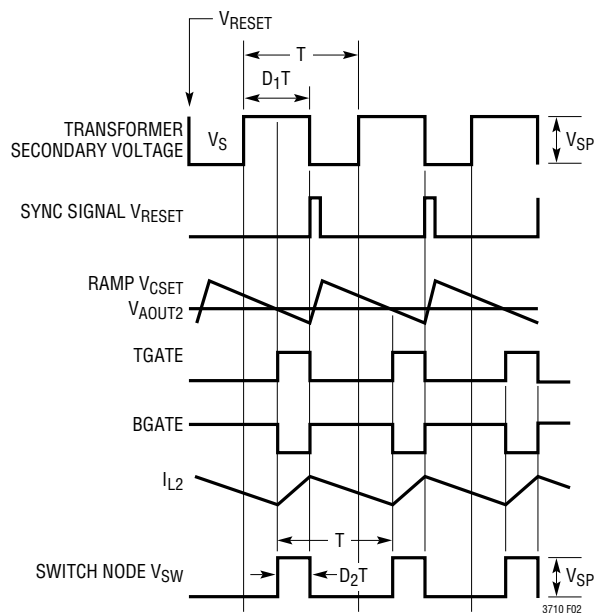 VRESET
T
D1T
TRANSFORMER
SECONDARY VOLTAGE
VS
VSP
SYNC SIGNAL VRESET
RAMP VCSET
VAOUT2
TGATE
BGATE
IL2
T
SWITCH NODE VSW
D2T
VSP
3710 F02